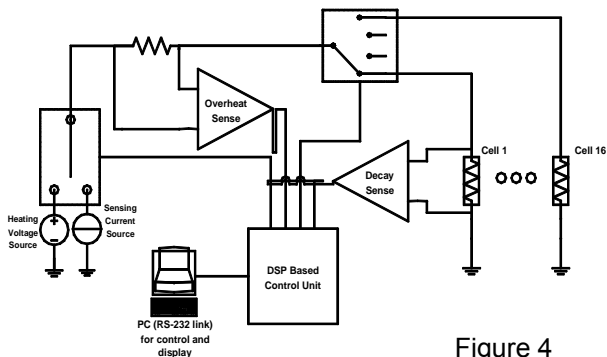 Overheat
Sense
Cell 1
Cell 16
Decay
Sense
Heating
Voltage
Source
Sensing
Current
Source
DSP Based
Control Unit
PC (RS-232 link)
for control and
display
Figure 4